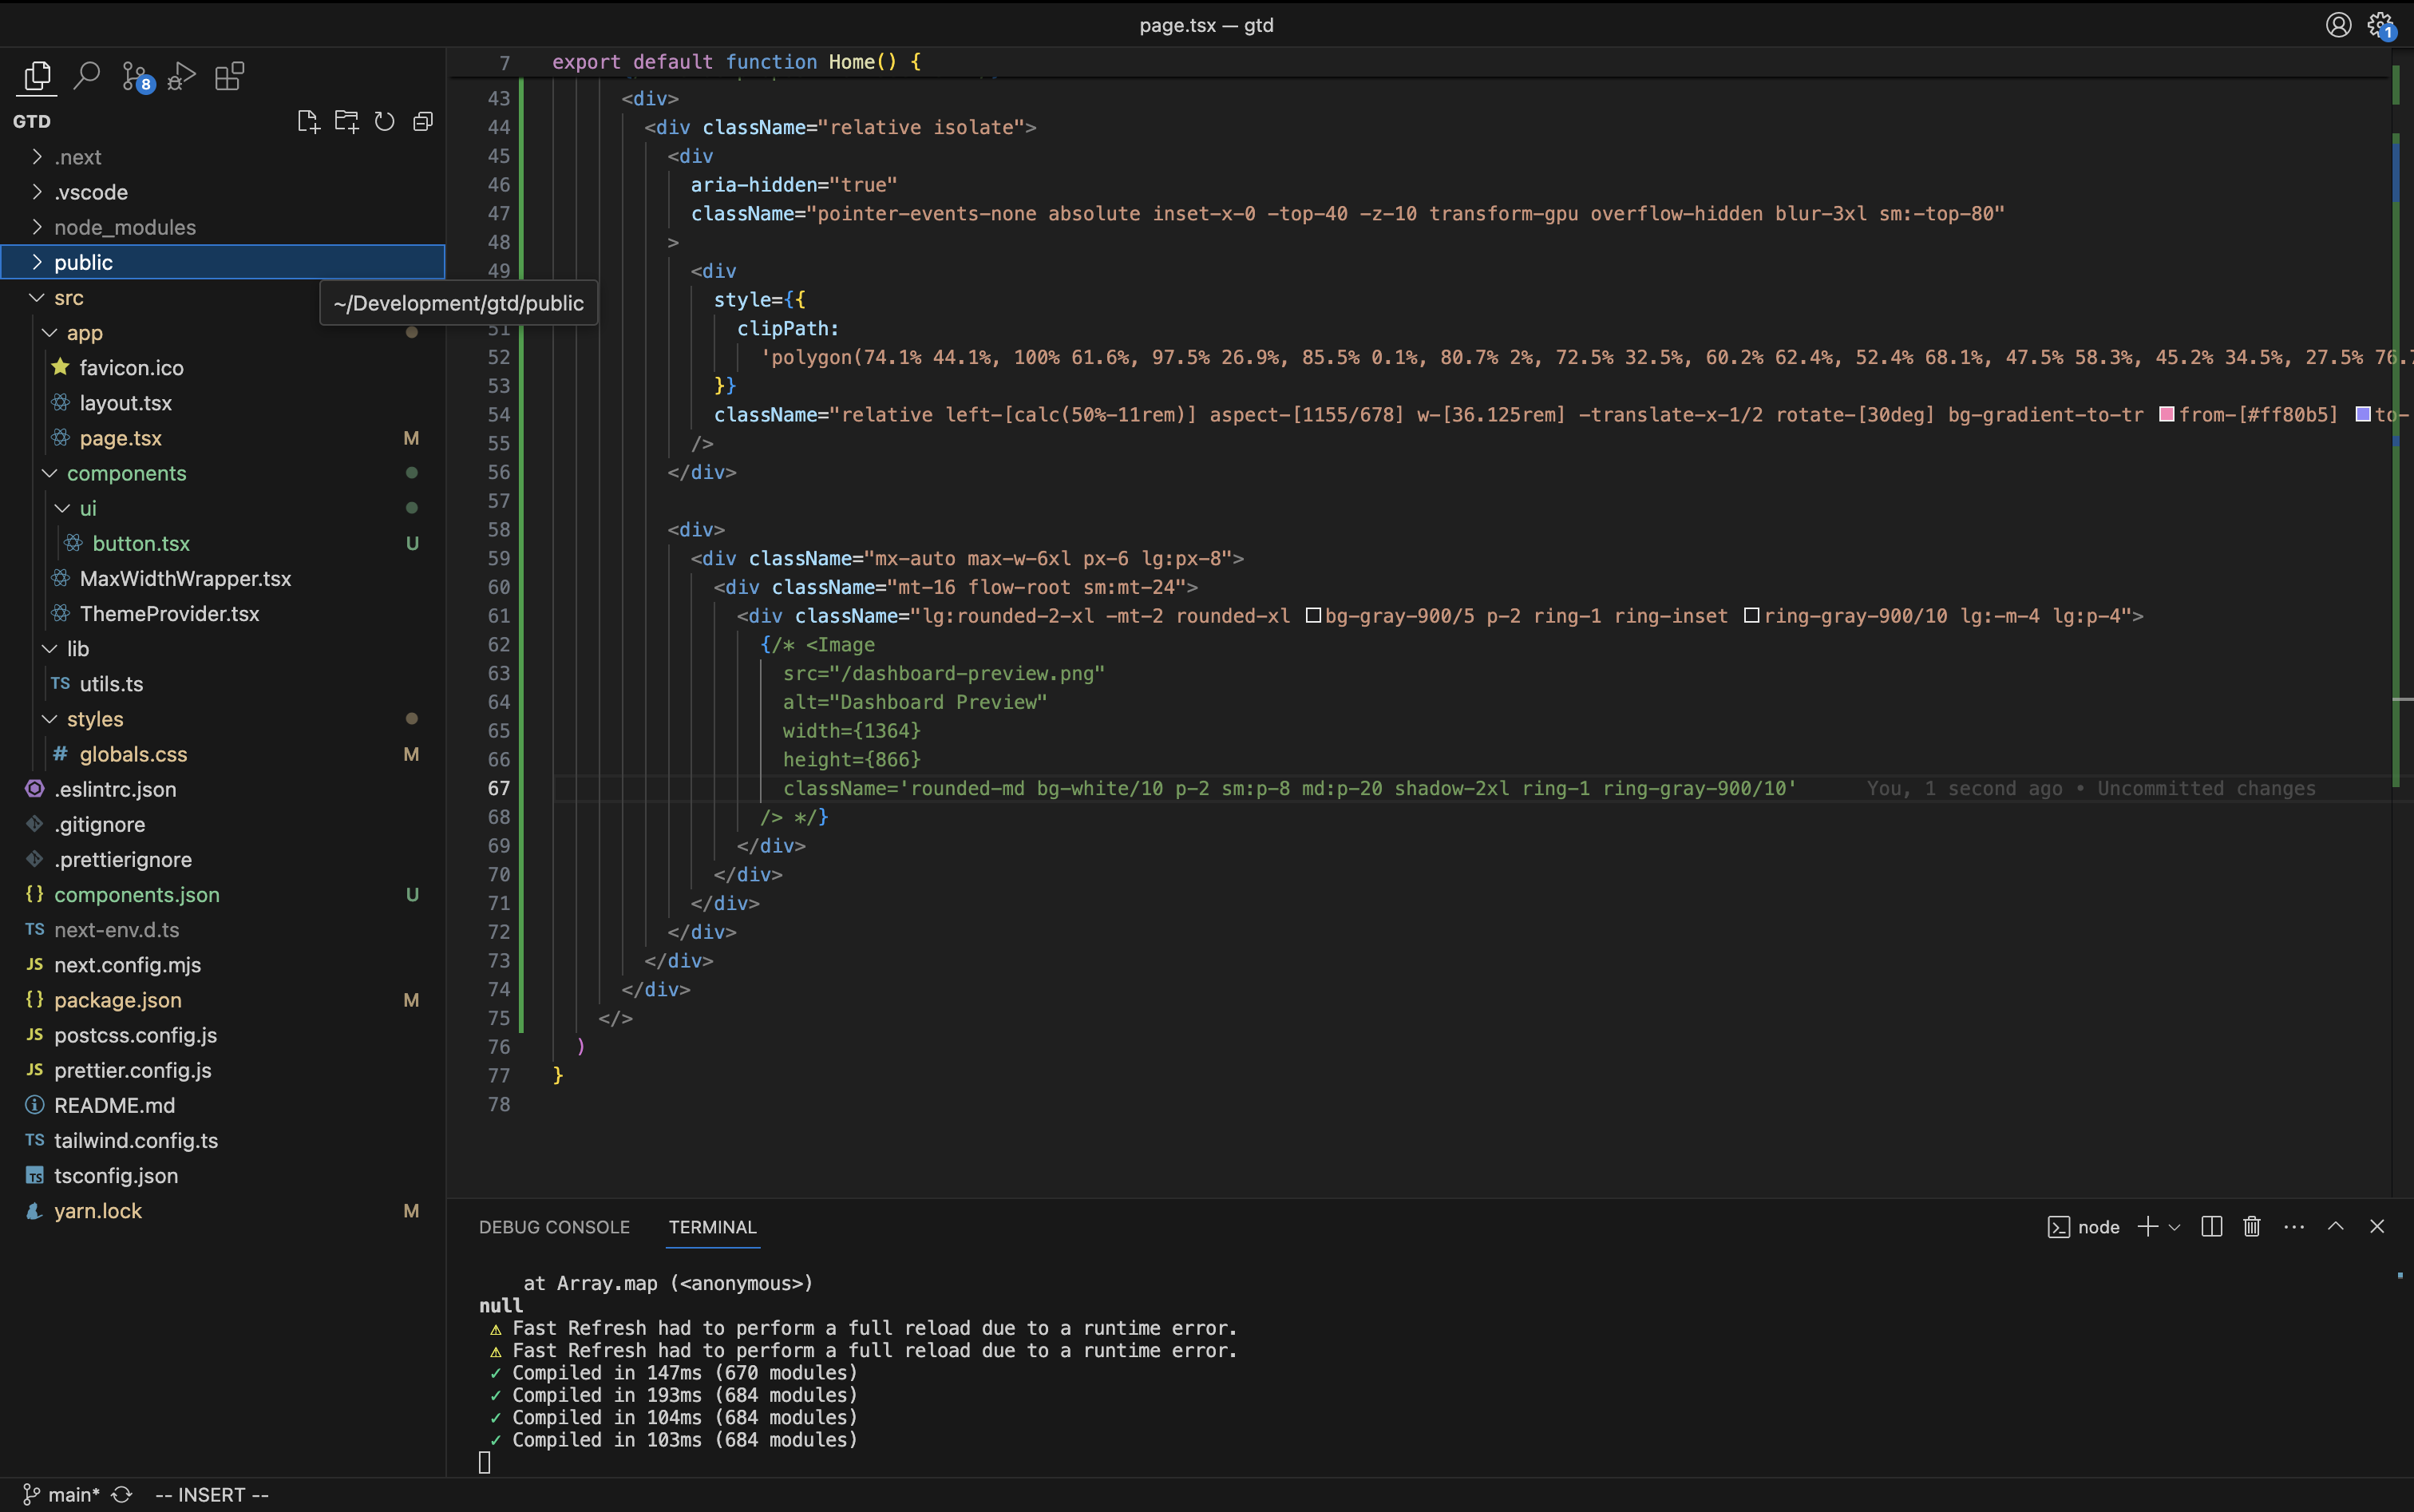 page.tsx — gtd
1
8
GTD
.next
.vscode
node_modules
public
~/Development/gtd/public
src
app
favicon.ico
layout.tsx
page.tsx M
components
ui
button.tsx U
MaxWidthWrapper.tsx
ThemeProvider.tsx
lib
TS utils.ts
styles
# globals.css M
.eslintrc.json
.gitignore
.prettierignore
{} components.json U
TS next-env.d.ts
JS next.config.mjs
{} package.json M
JS postcss.config.js
JS prettier.config.js
README.md
TS tailwind.config.ts
TS tsconfig.json
yarn.lock M
7 export default function Home() {
43 <div>
44 <div className="relative isolate">
45 <div
46 aria-hidden="true"
47 className="pointer-events-none absolute inset-x-0 -top-40 -z-10 transform-gpu overflow-hidden blur-3xl sm:-top-80"
48 >
49 <div
style={{
51 clipPath:
52 'polygon(74.1% 44.1%, 100% 61.6%, 97.5% 26.9%, 85.5% 0.1%, 80.7% 2%, 72.5% 32.5%, 60.2% 62.4%, 52.4% 68.1%, 47.5% 58.3%, 45.2% 34.5%, 27.5% 76.7
53 }}
54 className="relative left-[calc(50%-11rem)] aspect-[1155/678] w-[36.125rem] -translate-x-1/2 rotate-[30deg] bg-gradient-to-tr from-[#ff80b5] to-
55 />
56 </div>
57
58 <div>
59 <div className="mx-auto max-w-6xl px-6 lg:px-8">
60 <div className="mt-16 flow-root sm:mt-24">
61 <div className="lg:rounded-2-xl -mt-2 rounded-xl bg-gray-900/5 p-2 ring-1 ring-inset ring-gray-900/10 lg:-m-4 lg:p-4">
62 {/* <Image
63 src="/dashboard-preview.png"
64 alt="Dashboard Preview"
65 width={1364}
66 height={866}
67 className='rounded-md bg-white/10 p-2 sm:p-8 md:p-20 shadow-2xl ring-1 ring-gray-900/10' You, 1 second ago • Uncommitted changes
68 /> */}
69 </div>
70 </div>
71 </div>
72 </div>
73 </div>
74 </div>
75 </>
76 )
77 }
78
DEBUG CONSOLE TERMINAL node
at Array.map (<anonymous>)
null
⚠ Fast Refresh had to perform a full reload due to a runtime error.
⚠ Fast Refresh had to perform a full reload due to a runtime error.
✓ Compiled in 147ms (670 modules)
✓ Compiled in 193ms (684 modules)
✓ Compiled in 104ms (684 modules)
✓ Compiled in 103ms (684 modules)
main* -- INSERT --